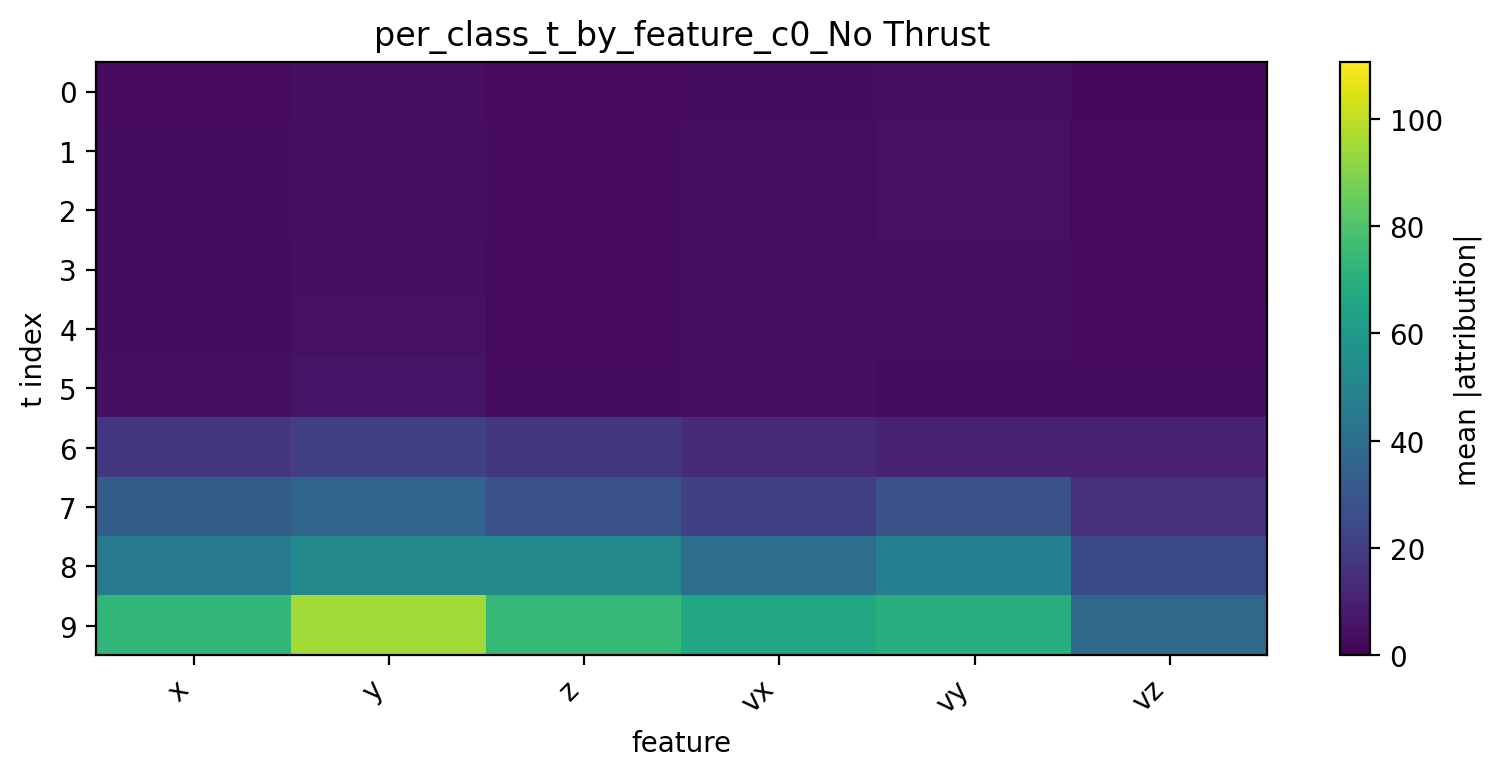 per_class_t_by_feature_c0_No Thrust
t index
0
1
2
3
4
5
6
7
8
9
x
y
z
vx
vy
vz
feature
100
80
60
40
20
0
mean |attribution|